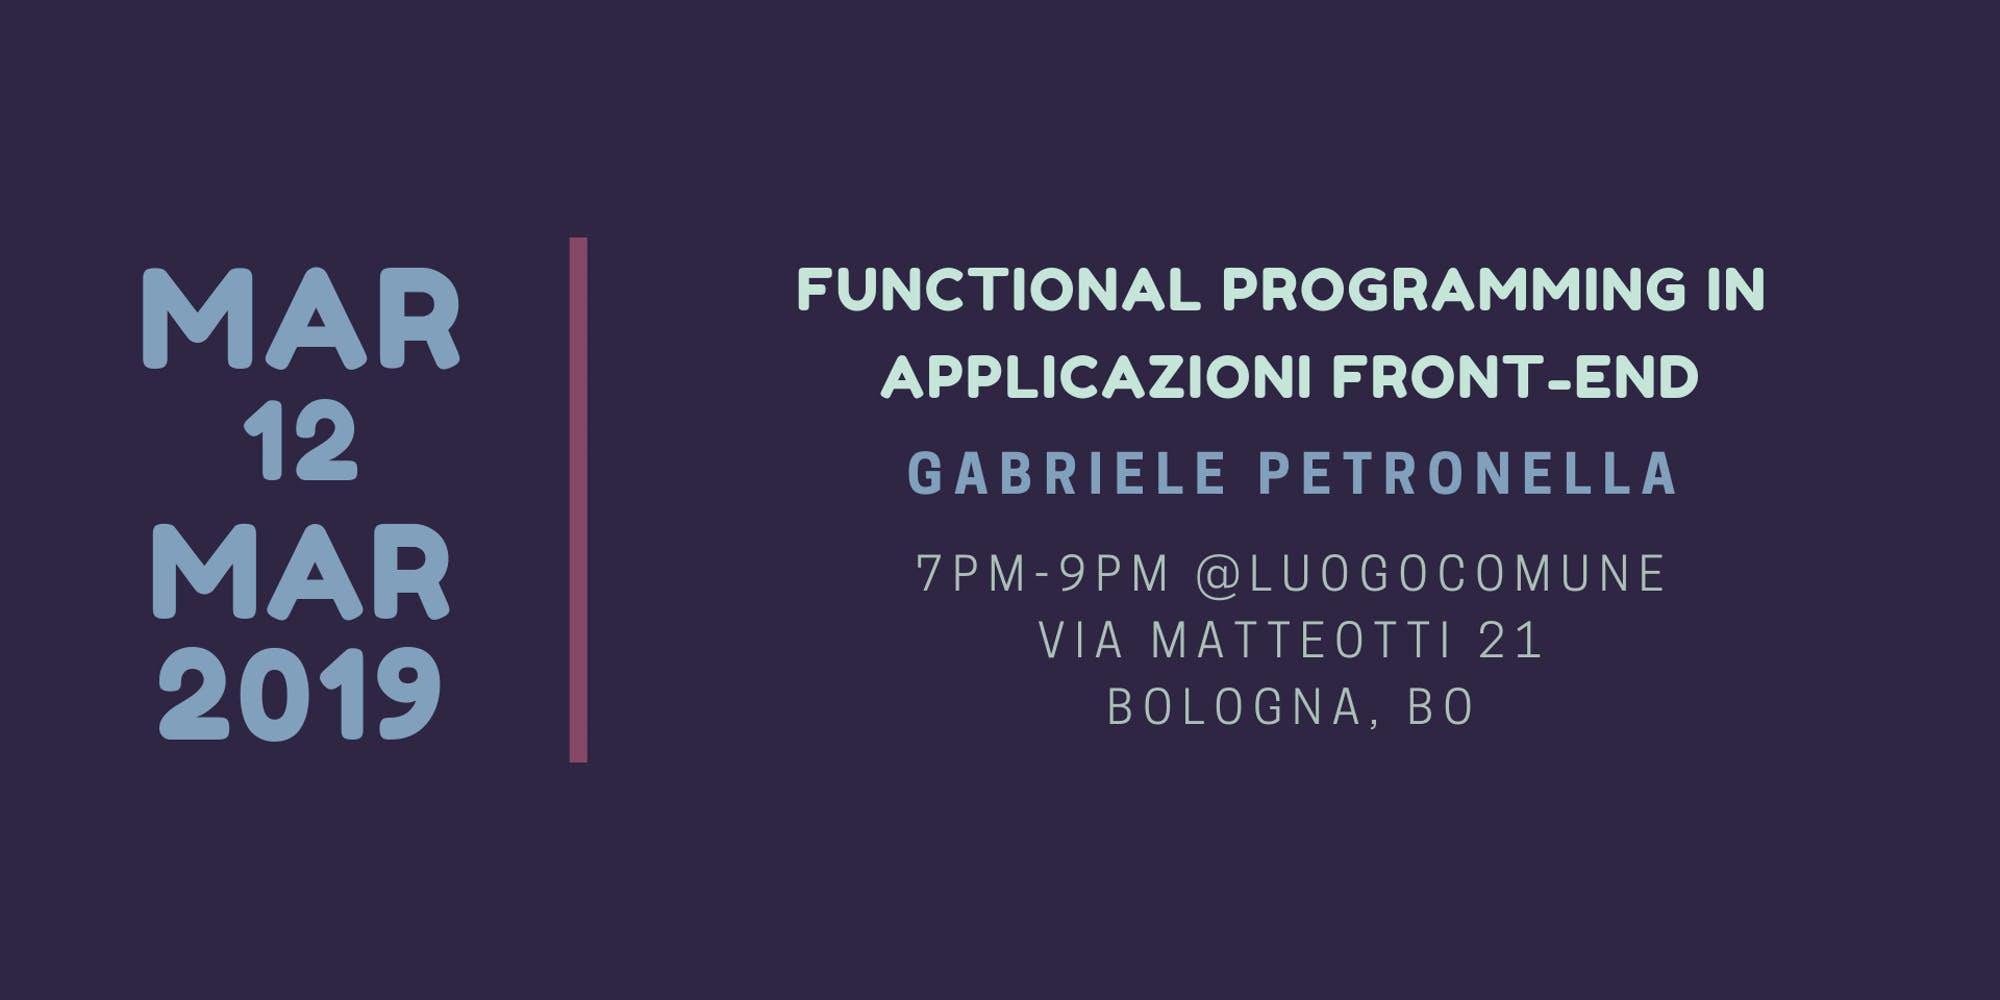 MAR
12
MAR
2019
FUNCTIONAL PROGRAMMING IN
APPLICAZIONI FRONT-END
GABRIELE PETRONELLA
7PM-9PM @LUOGOCOMUNE
VIA MATTEOTTI 21
BOLOGNA, BO